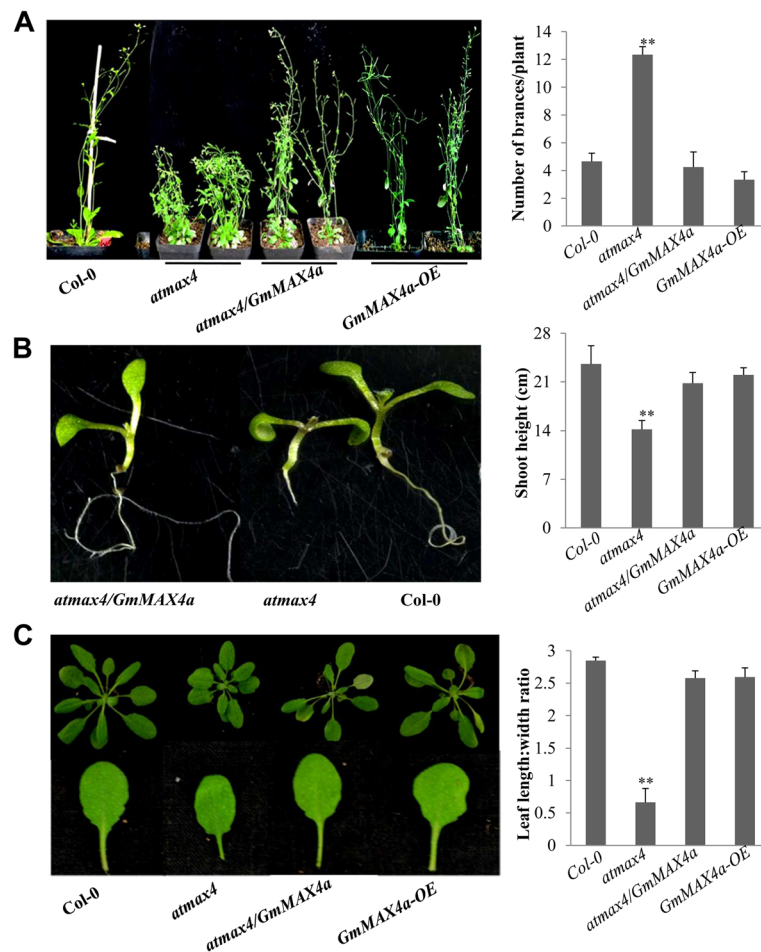 A
Col-0
atmax4
atmax4/GmMAX4a
GmMAX4a-OE
Number of brances/plant
14
12
10
8
6
4
2
0
**
Col-0
atmax4
atmax4/GmMAX4a
GmMAX4a-OE
B
atmax4/GmMAX4a
atmax4
Col-0
Shoot height (cm)
28
21
14
7
0
**
Col-0
atmax4
atmax4/GmMAX4a
GmMAX4a-OE
C
Col-0
atmax4
atmax4/GmMAX4a
GmMAX4a-OE
Leaf length:width ratio
3
2.5
2
1.5
1
0.5
0
**
Col-0
atmax4
atmax4/GmMAX4a
GmMAX4a-OE